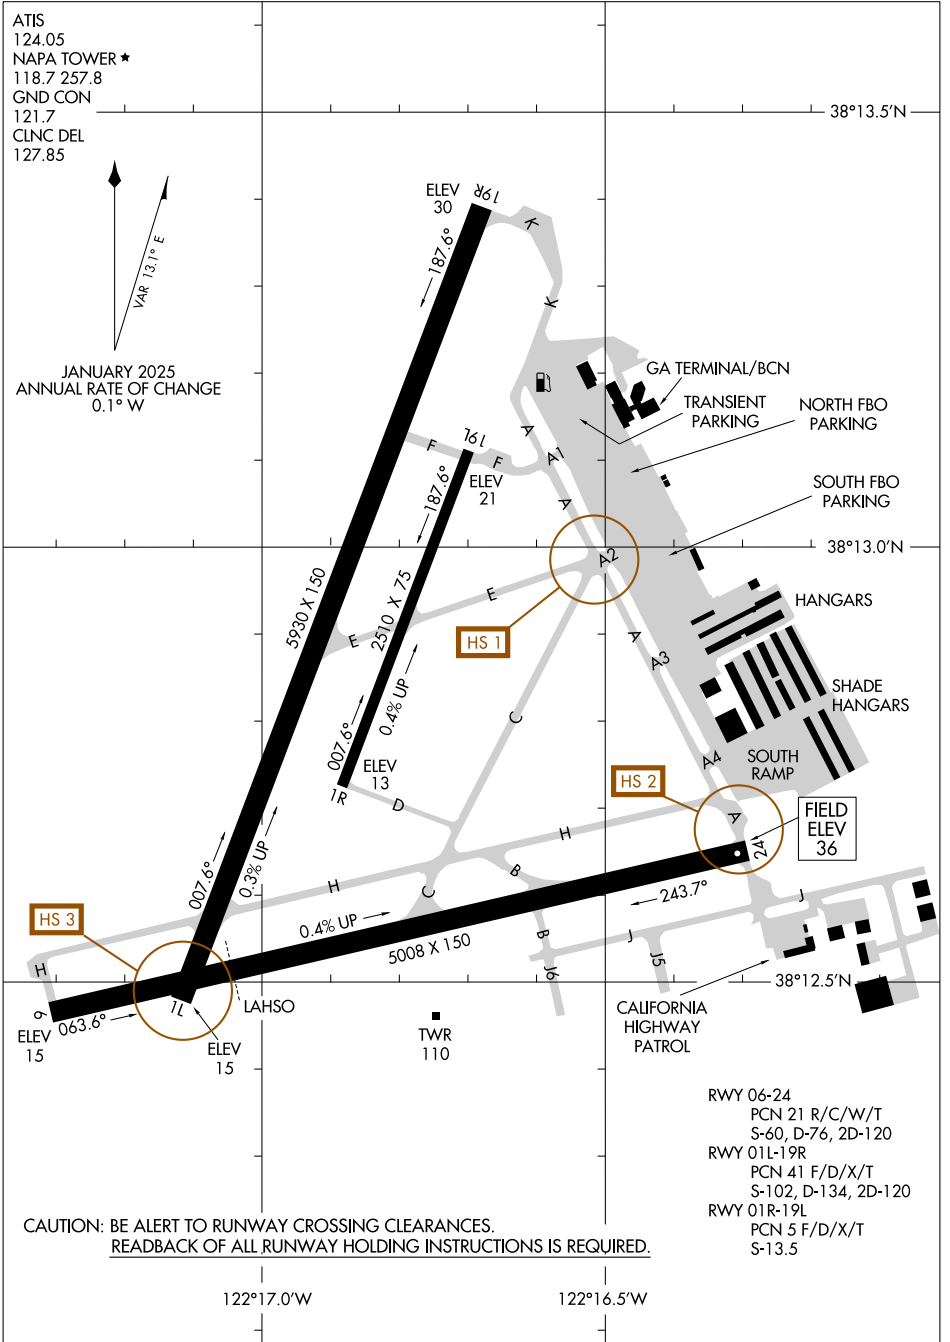 ATIS
124.05
NAPA TOWER ★
118.7 257.8
GND CON
121.7
CLNC DEL
127.85
38°13.5'N
VAR 13.1° E
JANUARY 2025
ANNUAL RATE OF CHANGE
0.1° W
ELEV
30
19R
187.6°
K
K
GA TERMINAL/BCN
TRANSIENT
PARKING
NORTH FBO
PARKING
SOUTH FBO
PARKING
A
A1
A
F
19L
F
ELEV
21
187.6°
38°13.0'N
A2
HS 1
5930 X 150
2510 X 75
E
E
HANGARS
A
A3
SHADE
HANGARS
C
007.6°
0.4% UP
ELEV
13
1R
D
A4
SOUTH
RAMP
HS 2
FIELD
ELEV
36
A
24
H
B
007.6°
0.3% UP
H
C
243.7°
J
HS 3
0.4% UP
5008 X 150
B
J
J5
J6
H
38°12.5'N
6
063.6°
1L
LAHSO
ELEV
15
ELEV
15
TWR
110
CALIFORNIA
HIGHWAY
PATROL
RWY 06-24
PCN 21 R/C/W/T
S-60, D-76, 2D-120
RWY 01L-19R
PCN 41 F/D/X/T
S-102, D-134, 2D-120
RWY 01R-19L
PCN 5 F/D/X/T
S-13.5
CAUTION: BE ALERT TO RUNWAY CROSSING CLEARANCES.
READBACK OF ALL RUNWAY HOLDING INSTRUCTIONS IS REQUIRED.
122°17.0'W
122°16.5'W